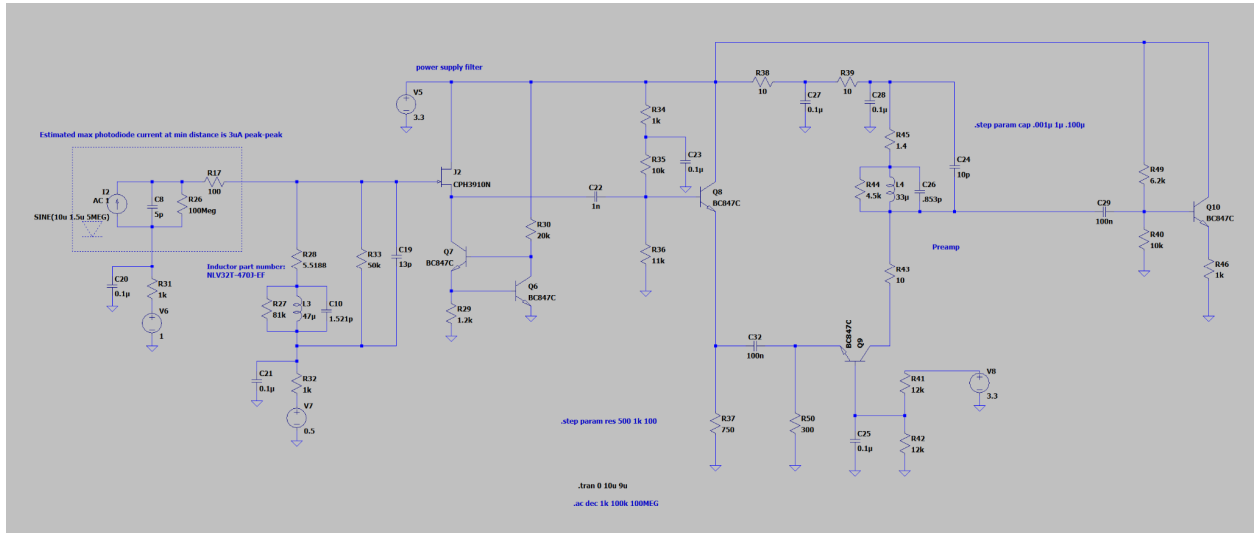 power supply filter
V5
3.3
Estimated max photodiode current at min distance is 3uA peak-peak
I2
AC 1
SINE(10u 1.5u 5MEG)
C8
5p
R26
100Meg
R17
100
C20
0.1µ
R31
1k
V6
1
Inductor part number:
NLV32T-470J-EF
R28
5.5188
R27
81k
L3
47µ
C10
1.521p
R33
50k
C19
13p
C21
0.1µ
R32
1k
V7
0.5
J2
CPH3910N
Q7
BC847C
Q6
BC847C
R29
1.2k
R30
20k
C22
1n
R34
1k
R35
10k
C23
0.1µ
R36
11k
Q8
BC847C
R38
10
C27
0.1µ
R39
10
C28
0.1µ
R45
1.4
R44
4.5k
L4
33µ
C26
.853p
C24
10p
.step param cap .001µ 1µ .100µ
R43
10
Preamp
C29
100n
R49
6.2k
R40
10k
Q10
BC847C
R46
1k
C32
100n
BC847C
Q9
R37
750
R50
300
C25
0.1µ
R41
12k
R42
12k
V8
3.3
.step param res 500 1k 100
.tran 0 10u 9u
.ac dec 1k 100k 100MEG